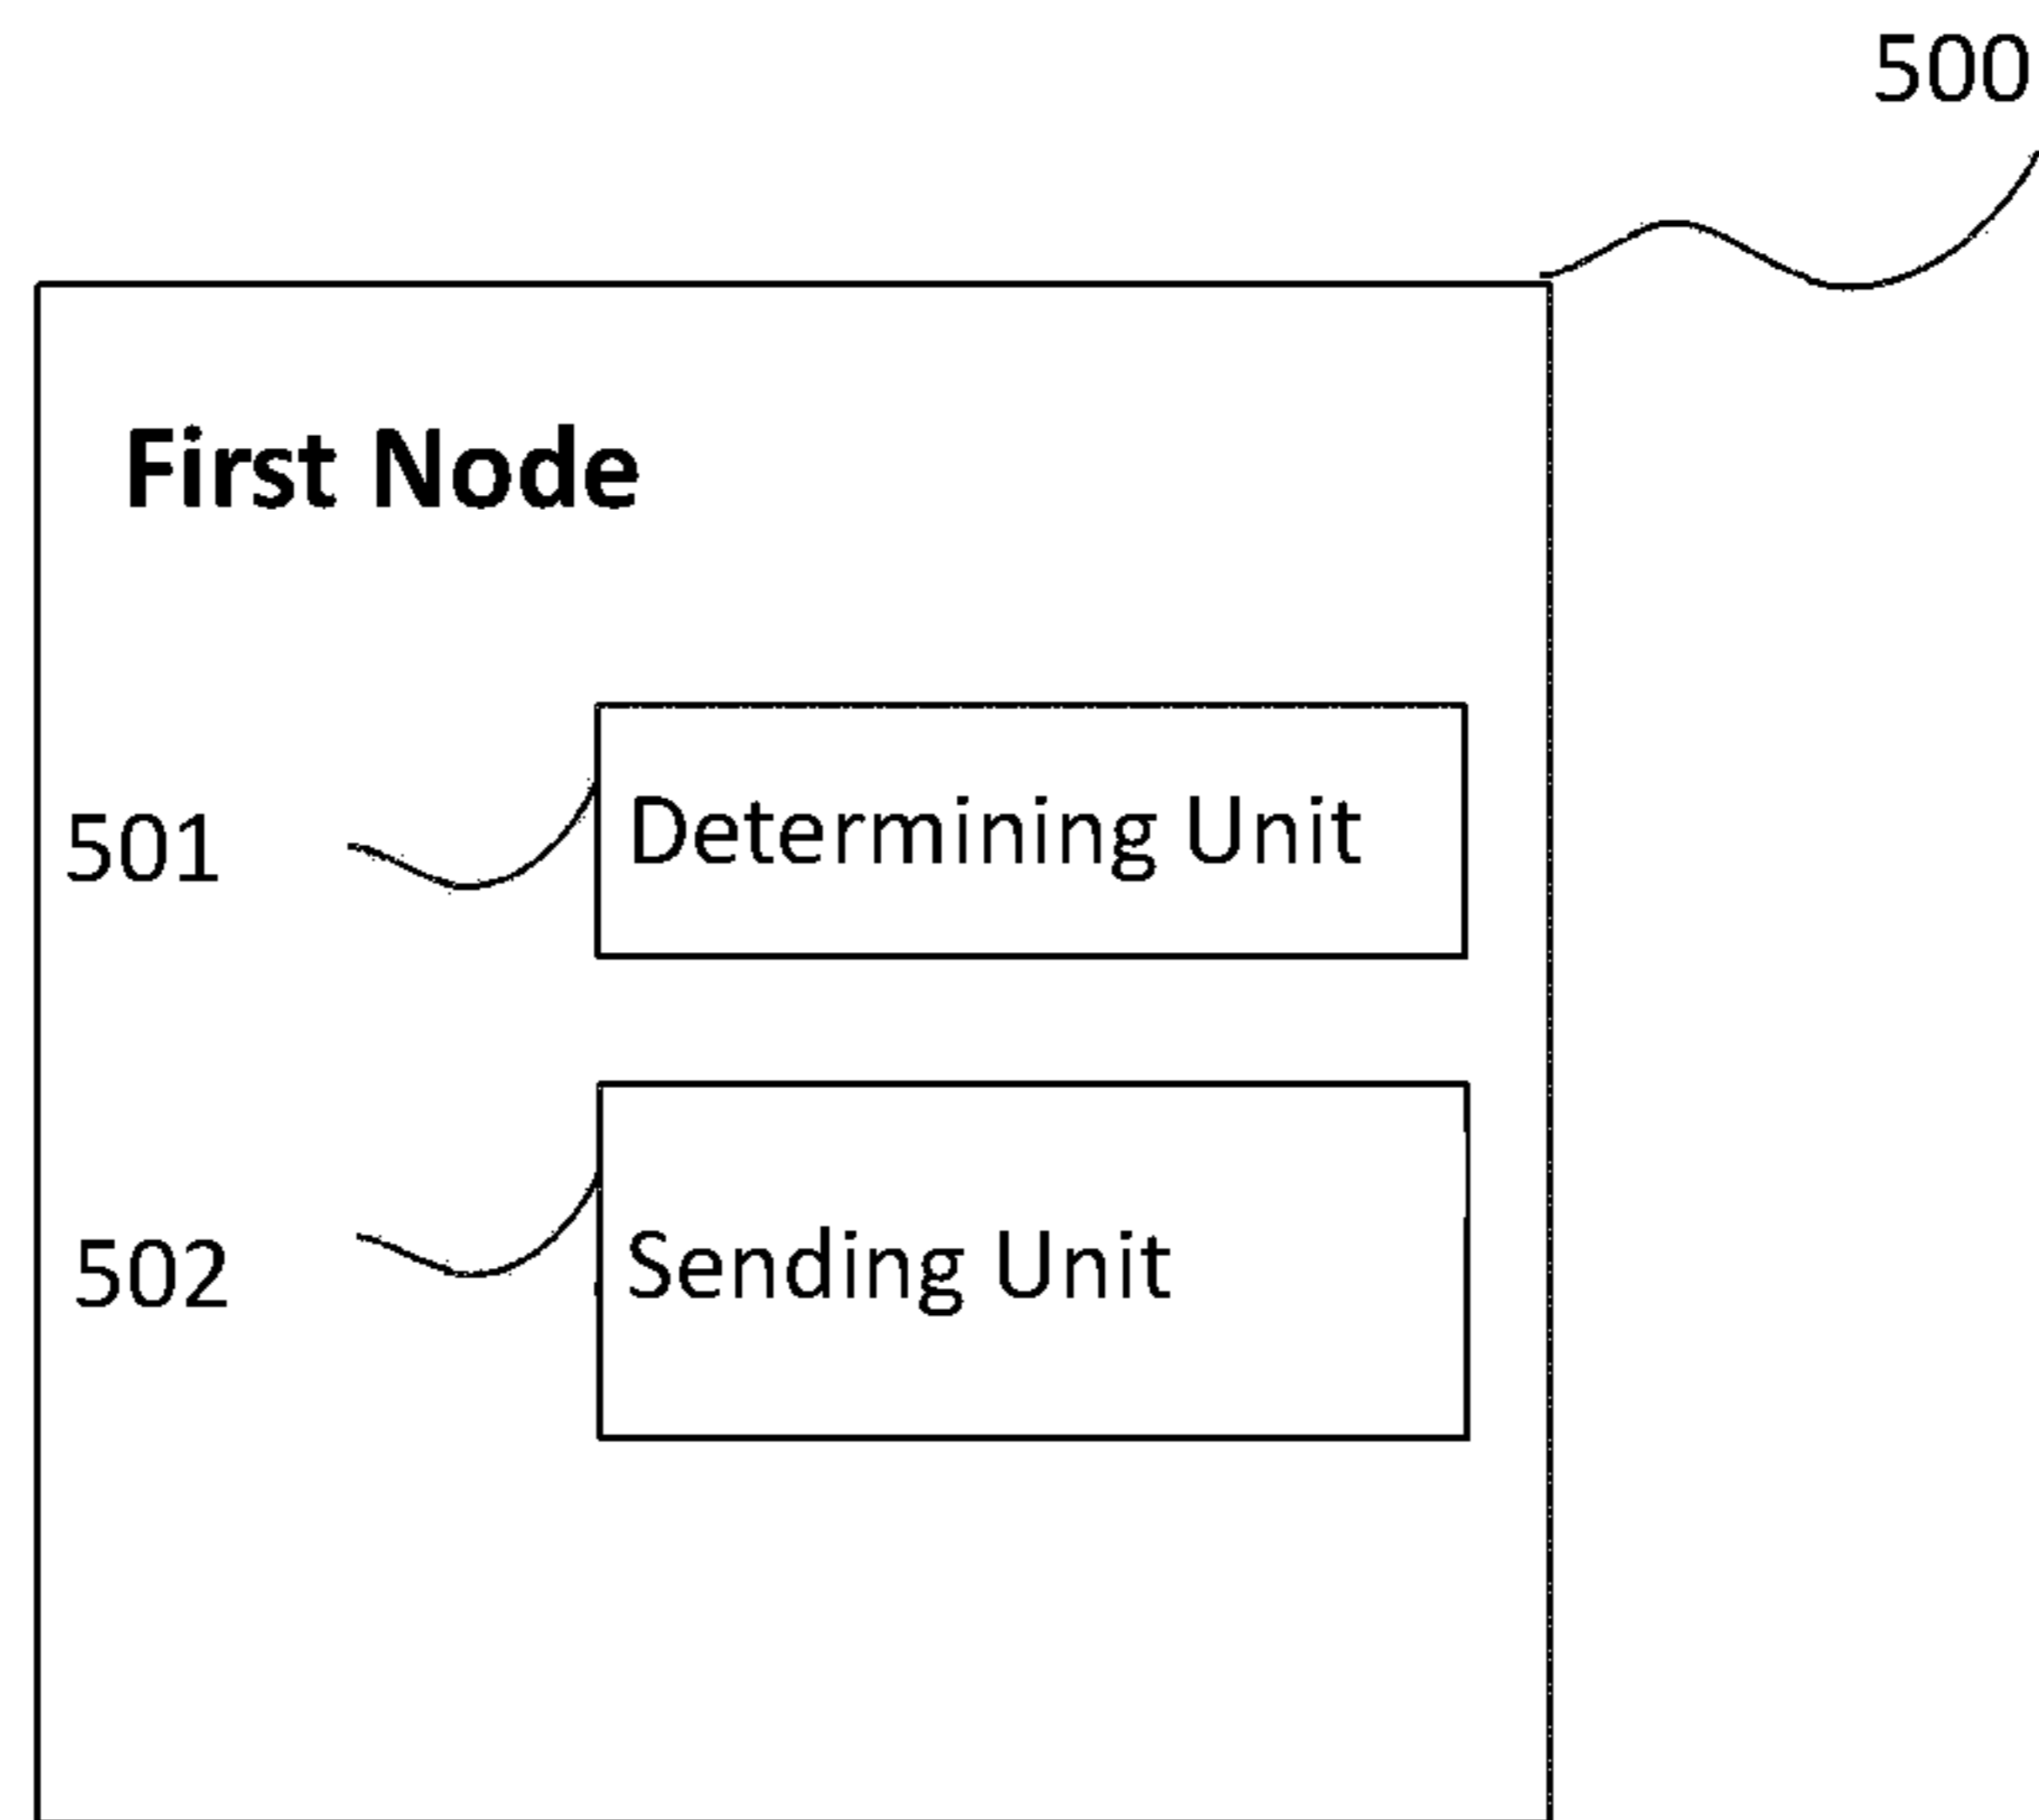 500
First Node
501
Determining Unit
502
Sending Unit